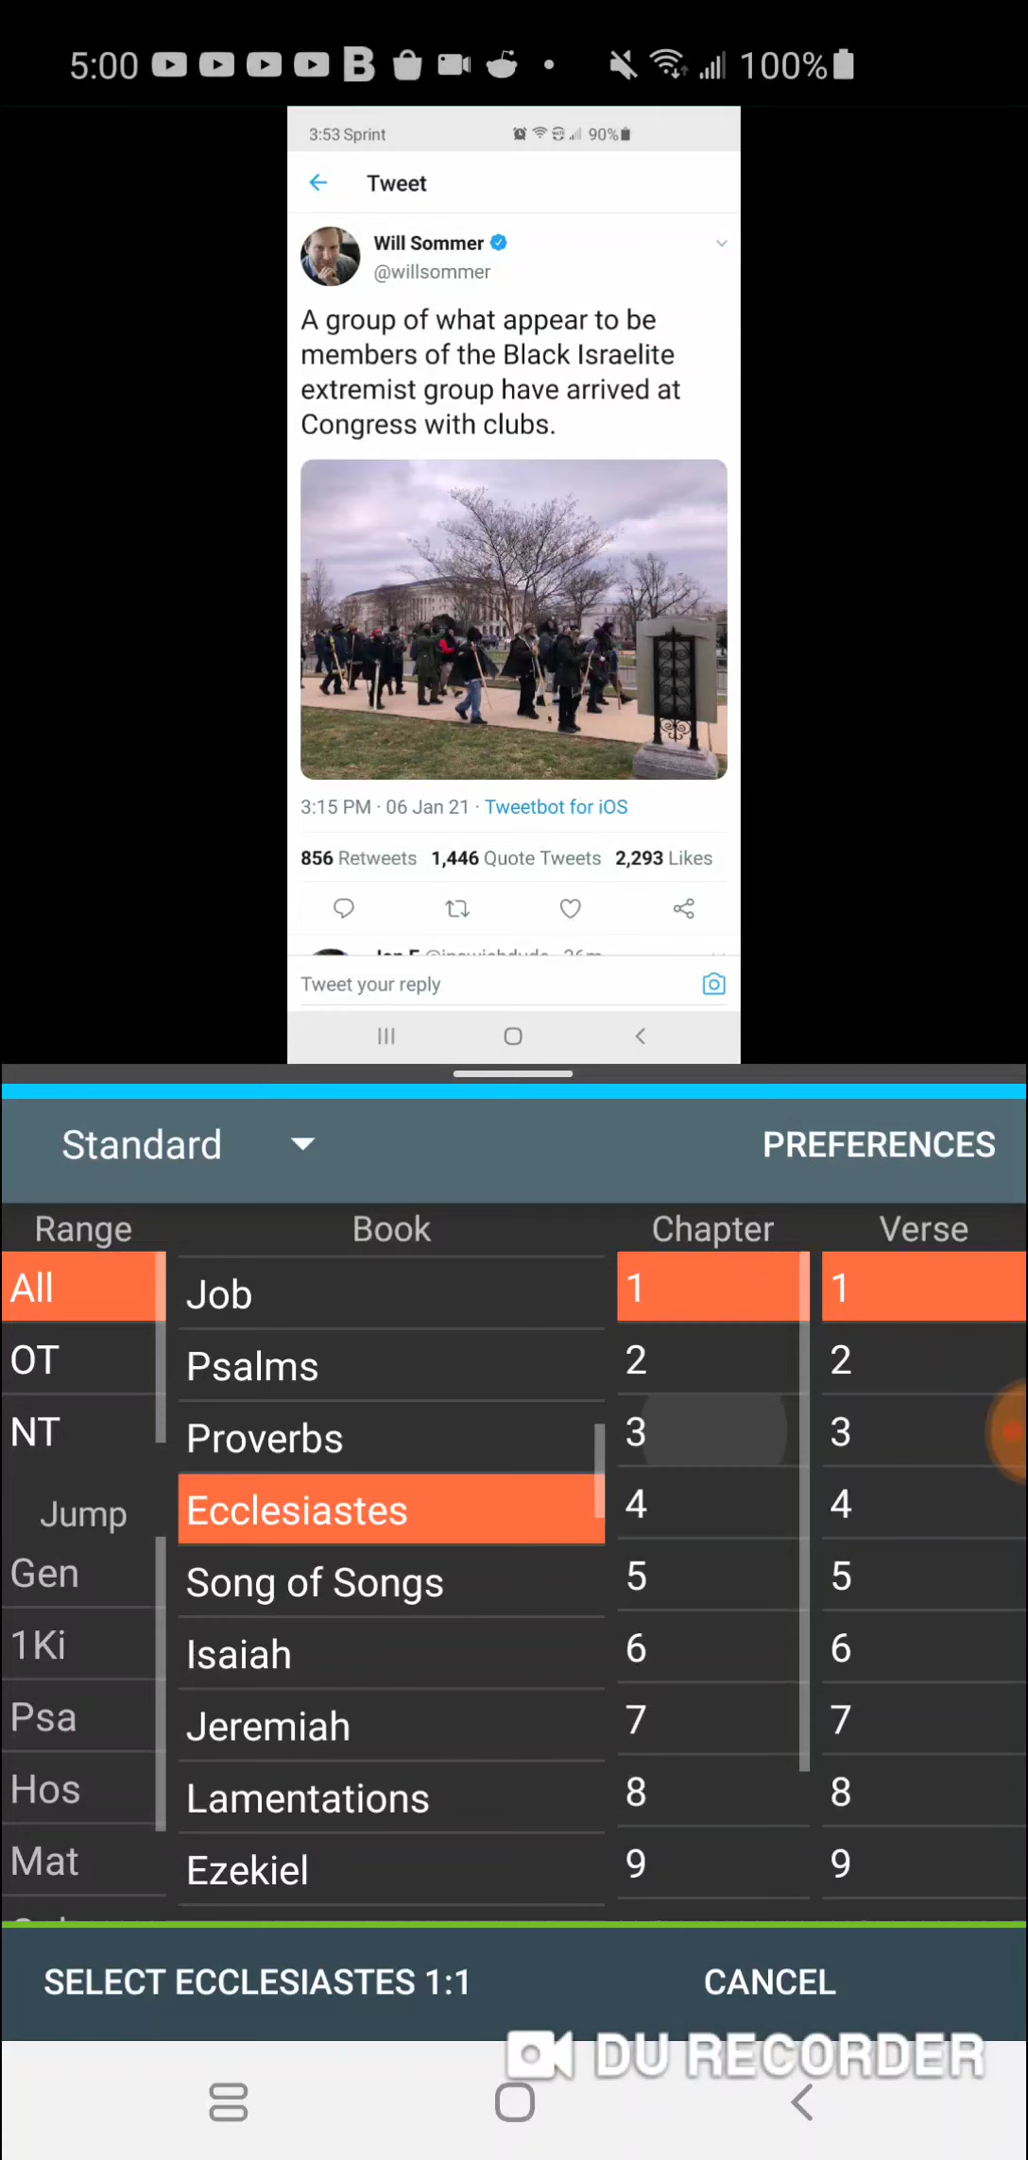 5:00 B 100%
3:53 Sprint 90%
Tweet
Will Sommer
@willsommer
A group of what appear to be
members of the Black Israelite
extremist group have arrived at
Congress with clubs.
3:15 PM · 06 Jan 21 · Tweetbot for iOS
856 Retweets 1,446 Quote Tweets 2,293 Likes
Tweet your reply
Standard PREFERENCES
Range Book Chapter Verse
All Job 1 1
OT Psalms 2 2
NT Proverbs 3 3
Jump Ecclesiastes 4 4
Gen Song of Songs 5 5
1Ki Isaiah 6 6
Psa Jeremiah 7 7
Hos Lamentations 8 8
Mat Ezekiel 9 9
SELECT ECCLESIASTES 1:1 CANCEL
DU RECORDER